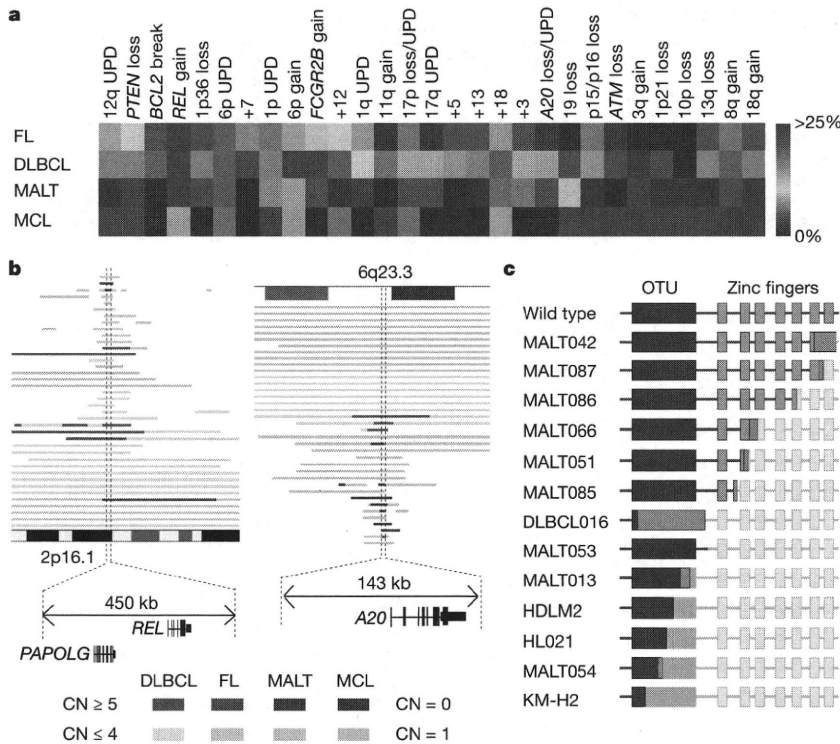 a
12q UPD
PTEN loss
BCL2 break
REL gain
1p36 loss
6p UPD
+7
1p UPD
6p gain
FCGR2B gain
+12
1q UPD
11q gain
17p loss/UPD
17q UPD
+5
+13
+18
+3
A20 loss/UPD
19 loss
p15/p16 loss
ATM loss
3q gain
1p21 loss
10p loss
13q loss
8q gain
18q gain
FL
DLBCL
MALT
MCL
>25%
0%
b
2p16.1
450 kb
REL
PAPOLG
6q23.3
143 kb
A20
DLBCL FL MALT MCL
CN ≥ 5 CN = 0
CN ≤ 4 CN = 1
c
OTU Zinc fingers
Wild type
MALT042
MALT087
MALT086
MALT066
MALT051
MALT085
DLBCL016
MALT053
MALT013
HDLM2
HL021
MALT054
KM-H2